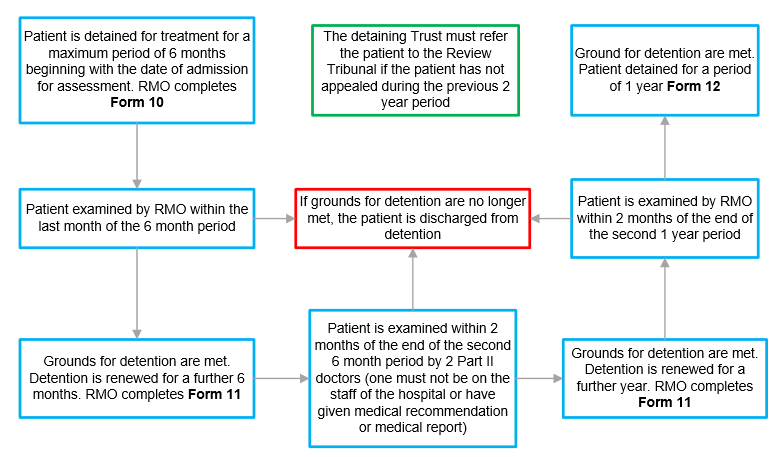 Patient is detained for treatment for a
maximum period of 6 months
beginning with the date of admission
for assessment. RMO completes
Form 10
The detaining Trust must refer
the patient to the Review
Tribunal if the patient has not
appealed during the previous 2
year period
Ground for detention are met.
Patient detained for a period
of 1 year Form 12
Patient examined by RMO within the
last month of the 6 month period
If grounds for detention are no longer
met, the patient is discharged from
detention
Patient is examined by RMO
within 2 months of the end of
the second 1 year period
Grounds for detention are met.
Detention is renewed for a further 6
months. RMO completes Form 11
Patient is examined within 2
months of the end of the second
6 month period by 2 Part II
doctors (one must not be on the
staff of the hospital or have
given medical recommendation
or medical report)
Grounds for detention are met.
Detention is renewed for a
further year. RMO completes
Form 11